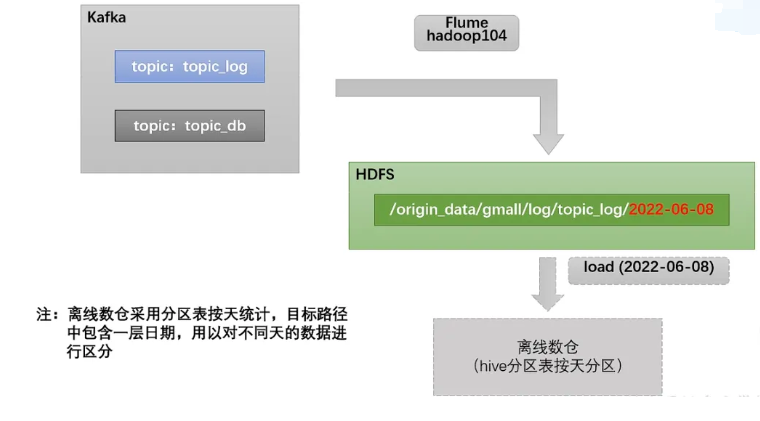 Kafka
Flume
hadoop104
topic：topic_log
topic：topic_db
HDFS
/origin_data/gmall/log/topic_log/2022-06-08
load (2022-06-08)
注：离线数仓采用分区表按天统计，目标路径
中包含一层日期，用以对不同天的数据进
行区分
离线数仓
（hive分区表按天分区）